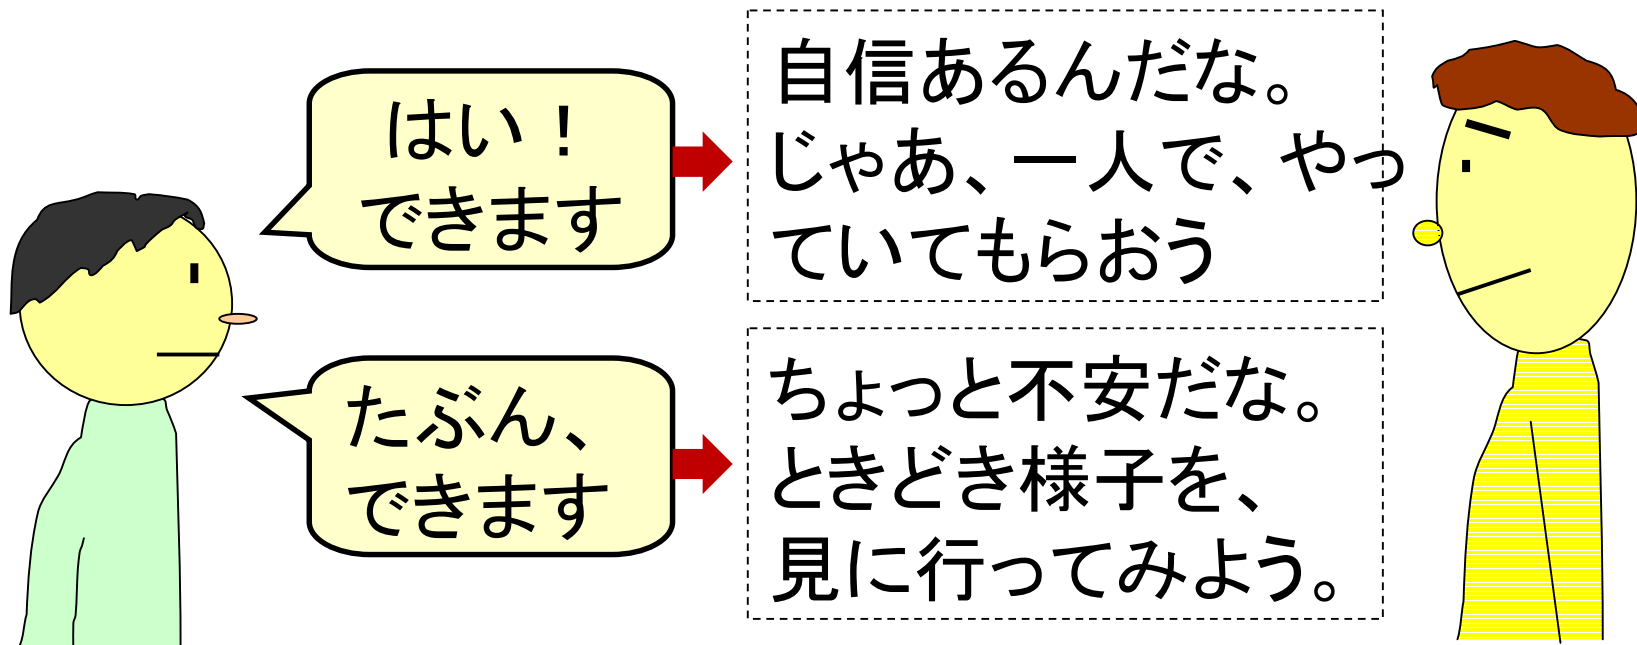 はい！
できます
自信あるんだな。
じゃあ、一人で、やっ
ていてもらおう
たぶん、
できます
ちょっと不安だな。
ときどき様子を、
見に行ってみよう。